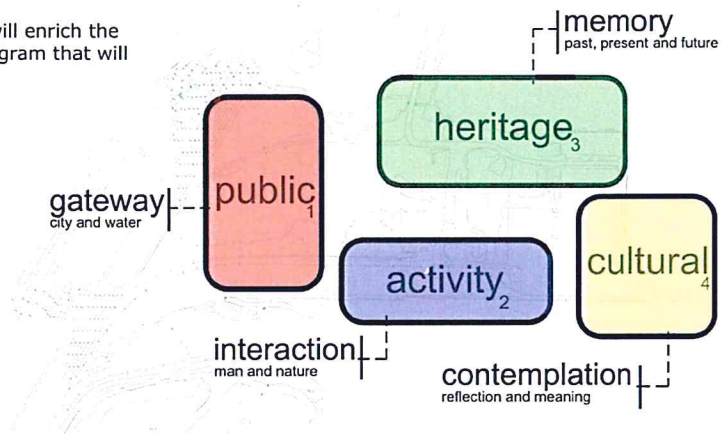 will enrich the
gram that will
memory
past, present and future
heritage3
public1
gateway
city and water
cultural4
activity2
interaction
man and nature
contemplation
reflection and meaning